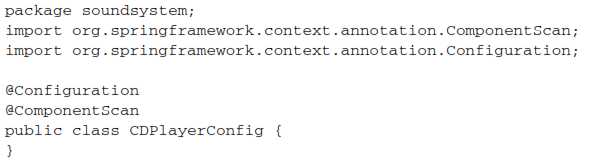 package soundsystem;
import org.springframework.context.annotation.ComponentScan;
import org.springframework.context.annotation.Configuration;
@Configuration
@ComponentScan
public class CDPlayerConfig {
}